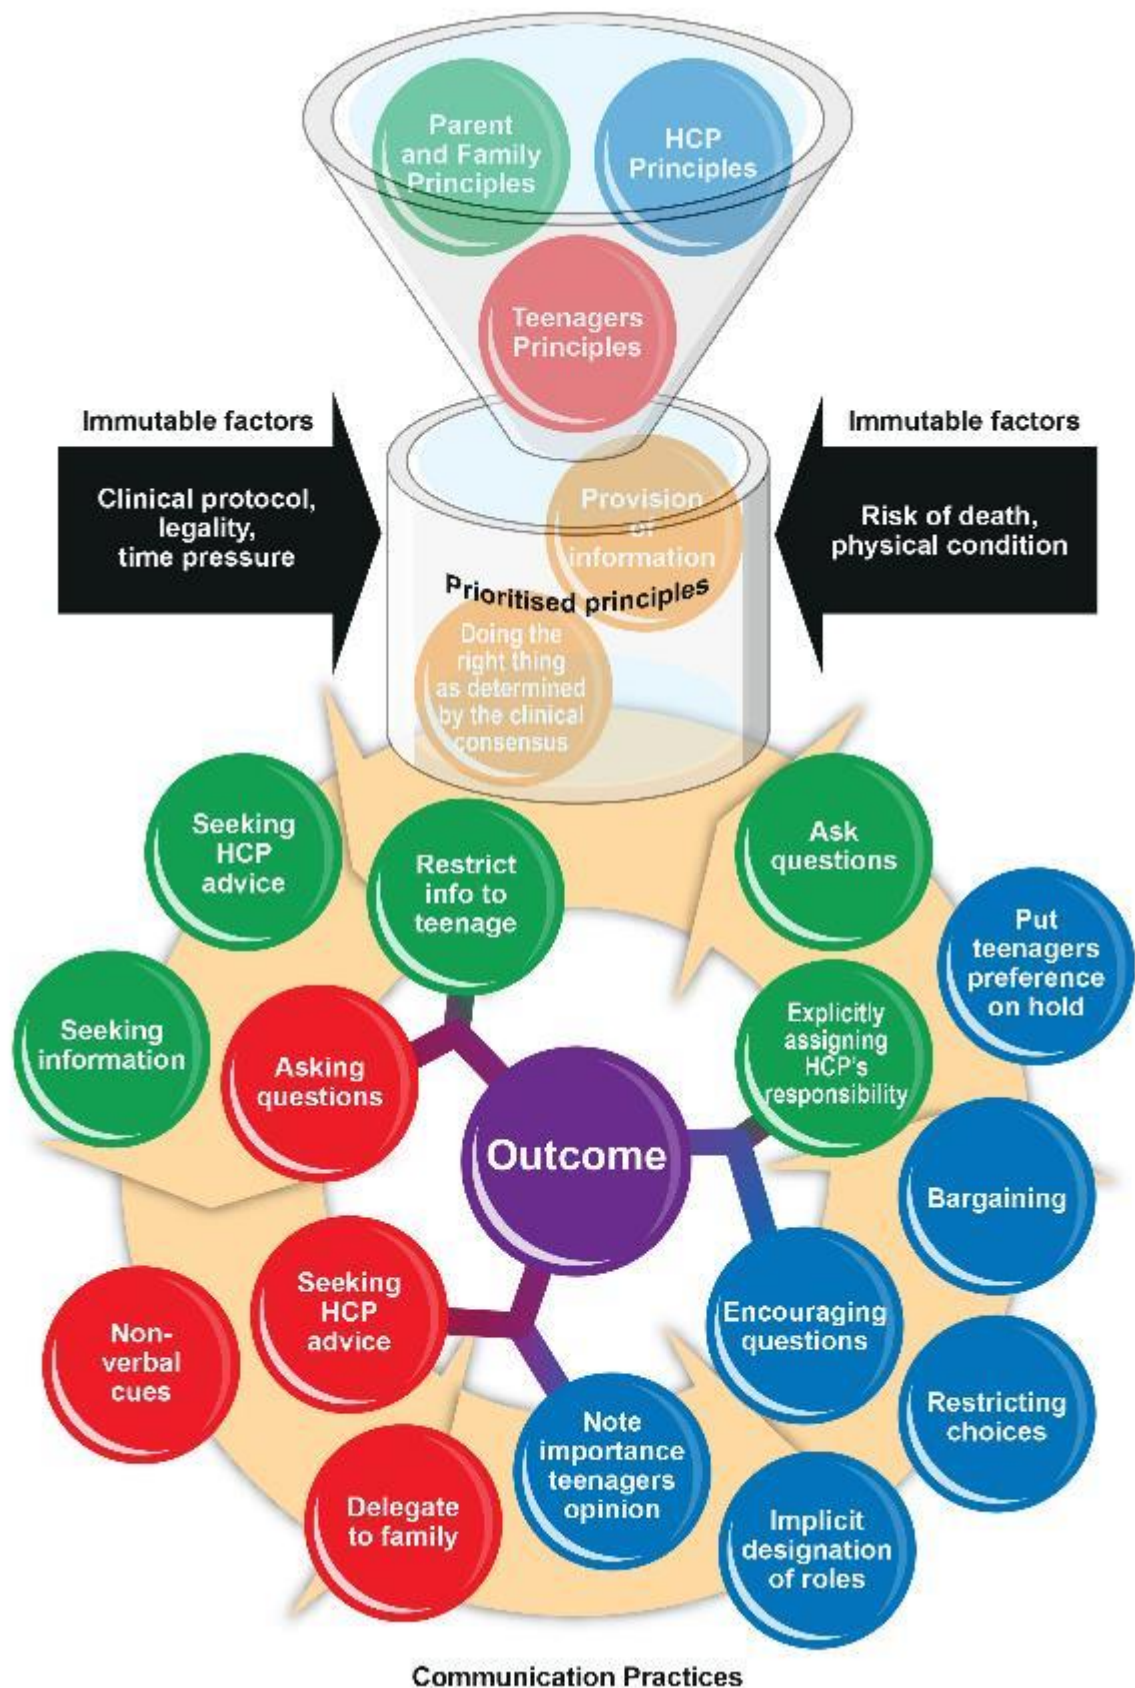 Parent
and Family
Principles
HCP
Principles
Teenagers
Principles
Immutable factors
Clinical protocol,
legality,
time pressure
Immutable factors
Risk of death,
physical condition
Provision
of
information
Prioritised principles
Doing the
right thing
as determined
by the clinical
consensus
Seeking
HCP
advice
Restrict
info to
teenage
Ask
questions
Put
teenagers
preference
on hold
Seeking
information
Asking
questions
Explicitly
assigning
HCP's
responsibility
Outcome
Bargaining
Seeking
HCP
advice
Encouraging
questions
Non-
verbal
cues
Restricting
choices
Note
importance
teenagers
opinion
Delegate
to family
Implicit
designation
of roles
Communication Practices